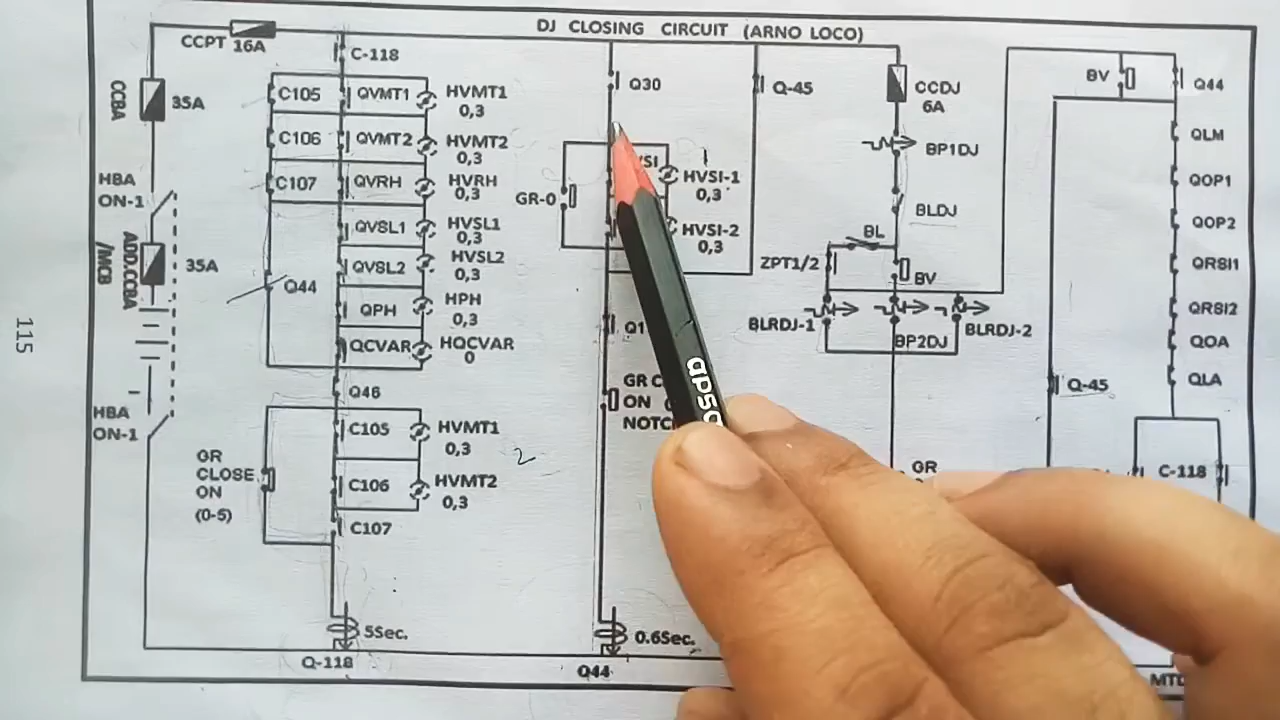 DJ CLOSING CIRCUIT (ARNO LOCO)
CCPT 16A
CCBA
35A
HBA
ON-1
ADD.CCBA
/MCB
35A
HBA
ON-1
115
C-118
C105
QVMT1
HVMT1
0,3
C106
QVMT2
HVMT2
0,3
C107
QVRH
HVRH
0,3
QVSL1
HVSL1
0,3
QVSL2
HVSL2
0,3
Q44
QPH
HPH
0,3
QCVAR
HQCVAR
0
Q46
GR
CLOSE
ON
(0-5)
C105
HVMT1
0,3
2
C106
HVMT2
0,3
C107
5Sec.
Q-118
Q30
GR-0
1
HVSI-1
0,3
HVSI-2
0,3
GR
ON
0.6Sec.
Q44
Q-45
CCDJ
6A
BP1DJ
BLDJ
BL
ZPT1/2
BV
BLRDJ-1
BP2DJ
BLRDJ-2
GR
BV
Q44
QLM
QOP1
QOP2
QRSI1
QRSI2
QOA
QLA
Q-45
C-118
apsa